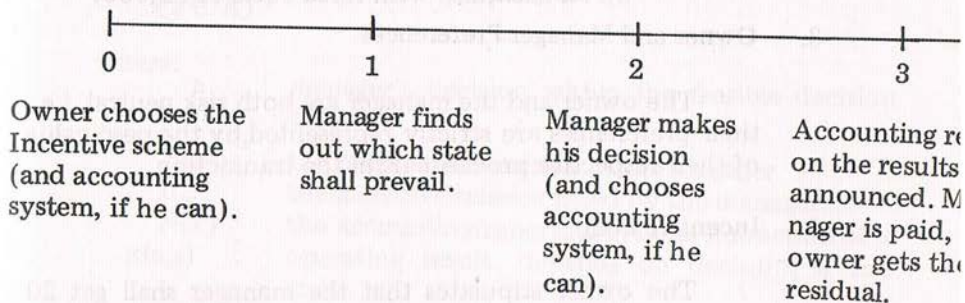 0 1 2 3
Owner chooses the
Incentive scheme
(and accounting
system, if he can).
Manager finds
out which state
shall prevail.
Manager makes
his decision
(and chooses
accounting
system, if he
can).
Accounting re
on the results
announced. M
nager is paid,
owner gets the
residual.